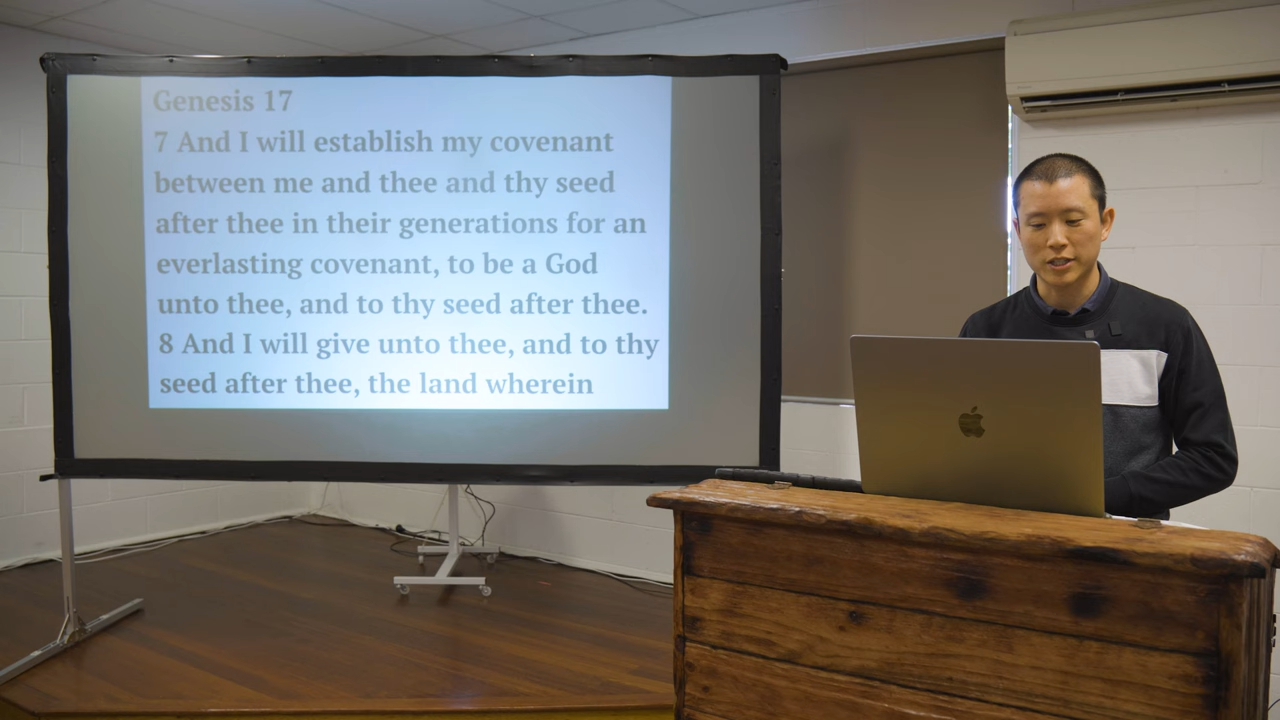 Genesis 17
7 And I will establish my covenant
between me and thee and thy seed
after thee in their generations for an
everlasting covenant, to be a God
unto thee, and to thy seed after thee.
8 And I will give unto thee, and to thy
seed after thee, the land wherein